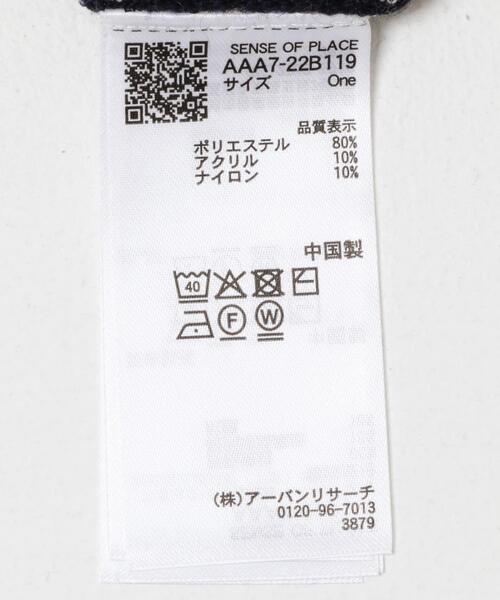 SENSE OF PLACE
AAA7-22B119
サイズ One
品質表示
ポリエステル 80%
アクリル 10%
ナイロン 10%
中国製
40
F W
(株)アーバンリサーチ
0120-96-7013
3879